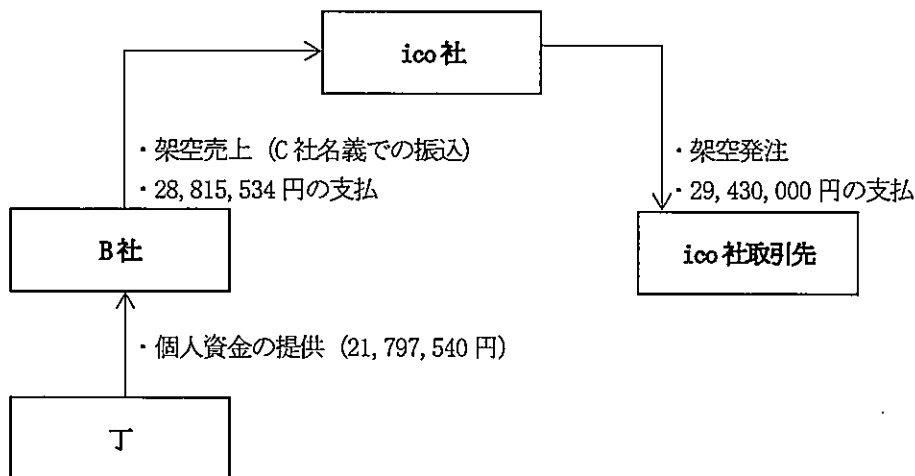 ico社
・架空売上（C社名義での振込）
・28,815,534円の支払
・架空発注
・29,430,000円の支払
B社
ico社取引先
・個人資金の提供（21,797,540円）
丁